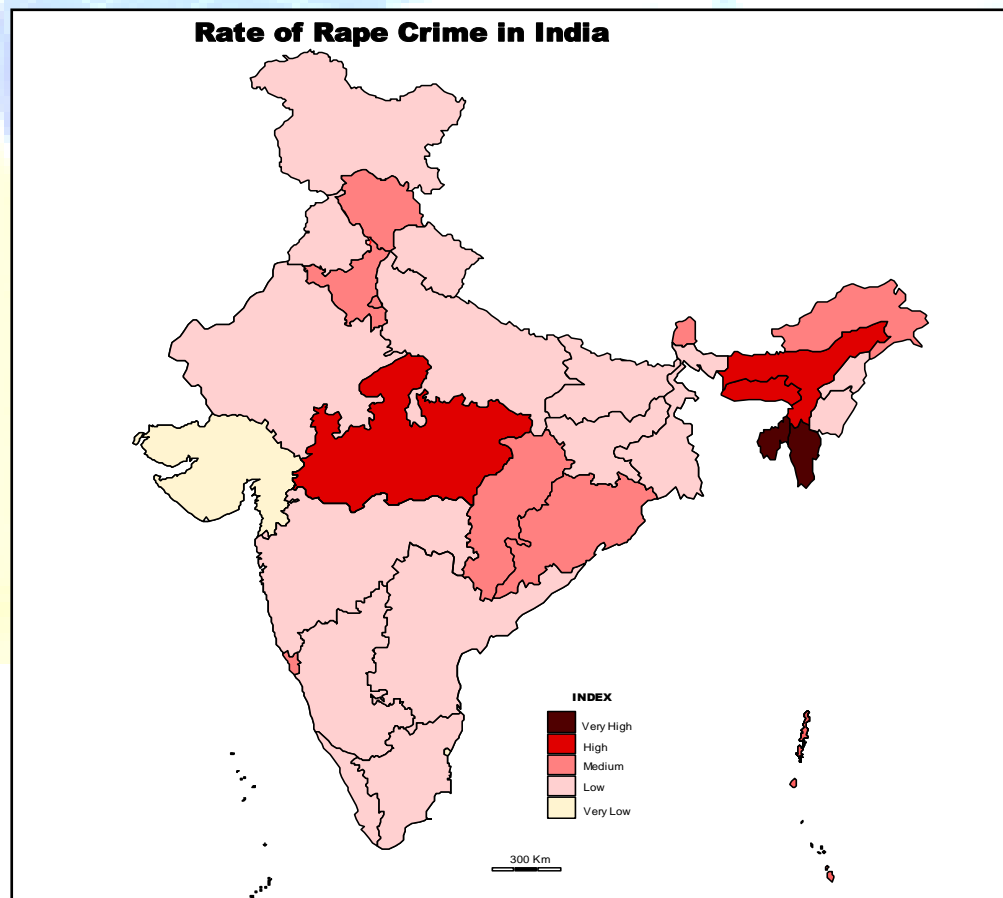 Rate of Rape Crime in India
INDEX
Very High
High
Medium
Low
Very Low
300 Km